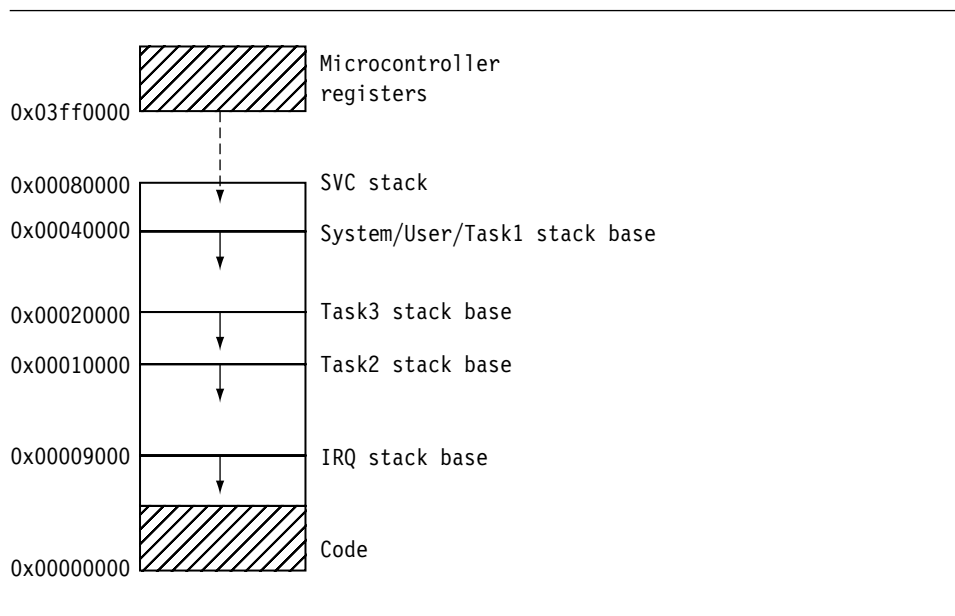 Microcontroller
registers
0x03ff0000
0x00080000 SVC stack
0x00040000 System/User/Task1 stack base
0x00020000 Task3 stack base
0x00010000 Task2 stack base
0x00009000 IRQ stack base
Code
0x00000000